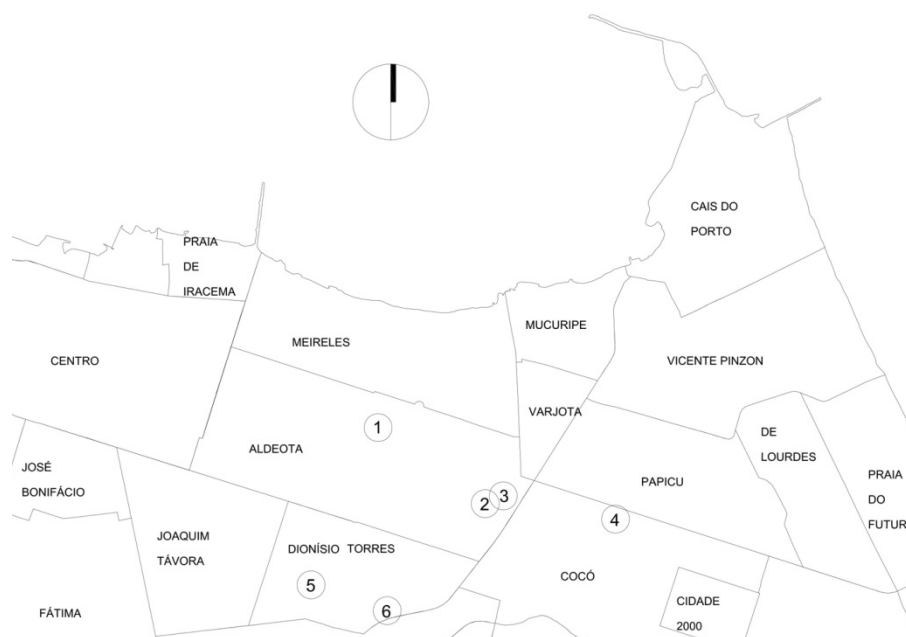 CAIS DO
PORTO
PRAIA
DE
IRACEMA
MUCURIPE
MEIRELES
CENTRO
VICENTE PINZON
VARJOTA
1
DE
LOURDES
ALDEOTA
JOSÉ
BONIFÁCIO
PRAIA
DO
FUTUR
PAPICU
2
3
4
JOAQUIM
TÁVORA
DIONÍSIO TORRES
COCÓ
5
6
CIDADE
2000
FÁTIMA